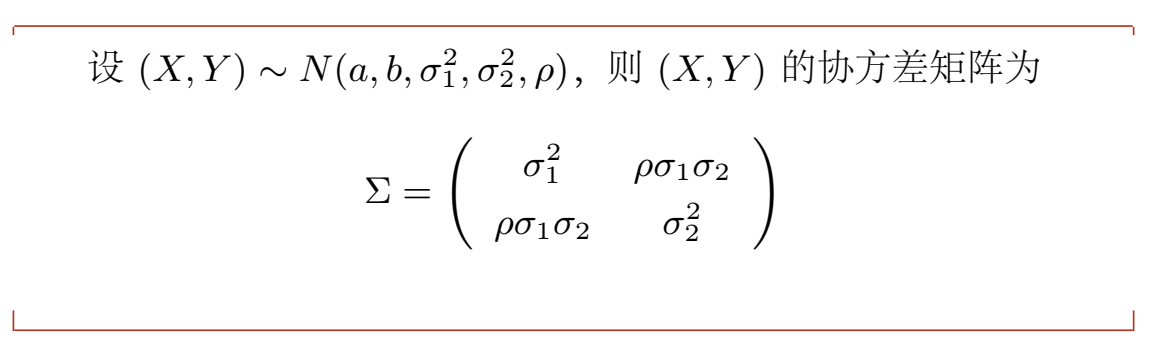 设 (X, Y) ∼ N(a, b, σ₁², σ₂², ρ)，则 (X, Y) 的协方差矩阵为
Σ = ( σ₁² ρσ₁σ₂
ρσ₁σ₂ σ₂² )